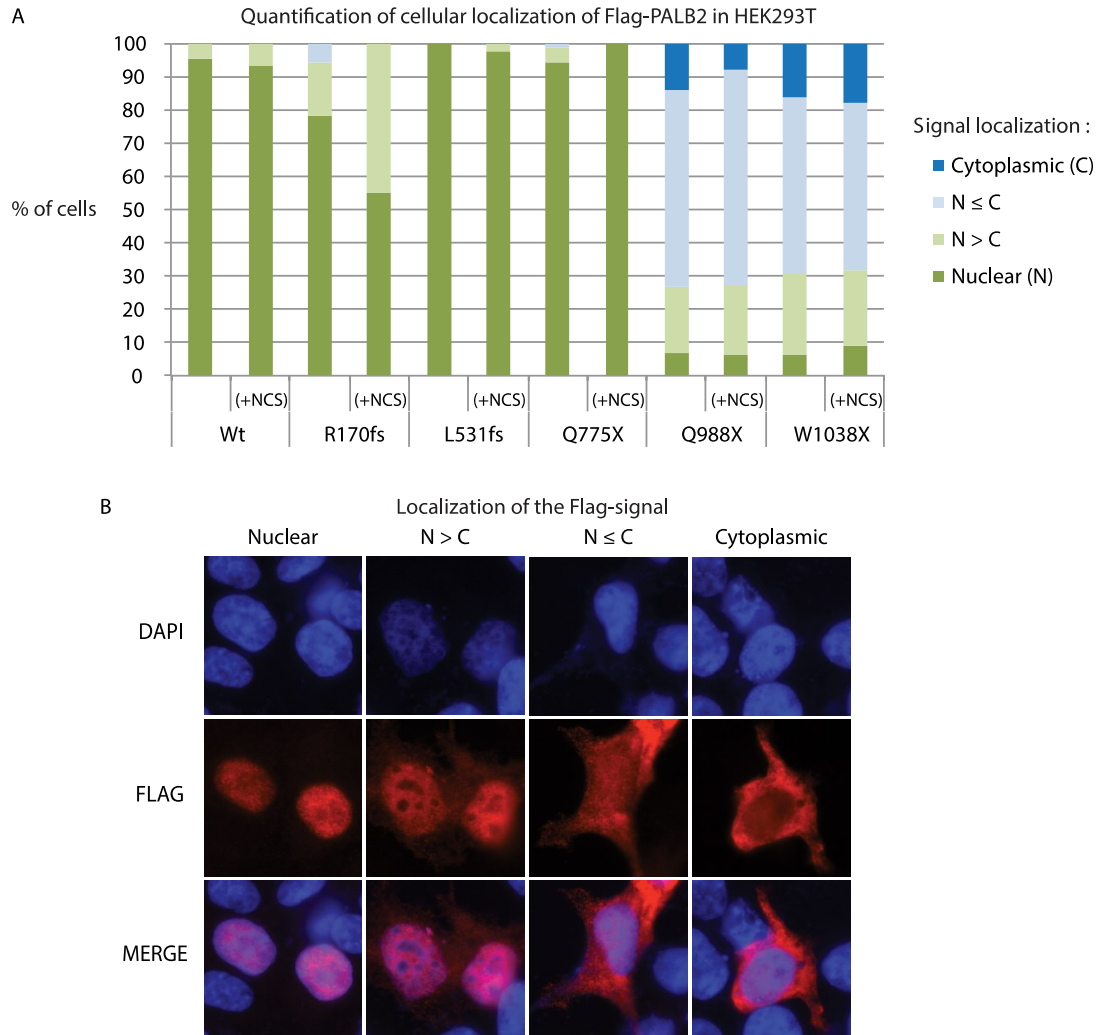 A
Quantification of cellular localization of Flag-PALB2 in HEK293T
100
90
80
70
60
50
40
30
20
10
0
% of cells
(+NCS) (+NCS) (+NCS) (+NCS) (+NCS) (+NCS)
Wt R170fs L531fs Q775X Q988X W1038X
Signal localization :
Cytoplasmic (C)
N ≤ C
N > C
Nuclear (N)
B
Localization of the Flag-signal
Nuclear N > C N ≤ C Cytoplasmic
DAPI
FLAG
MERGE